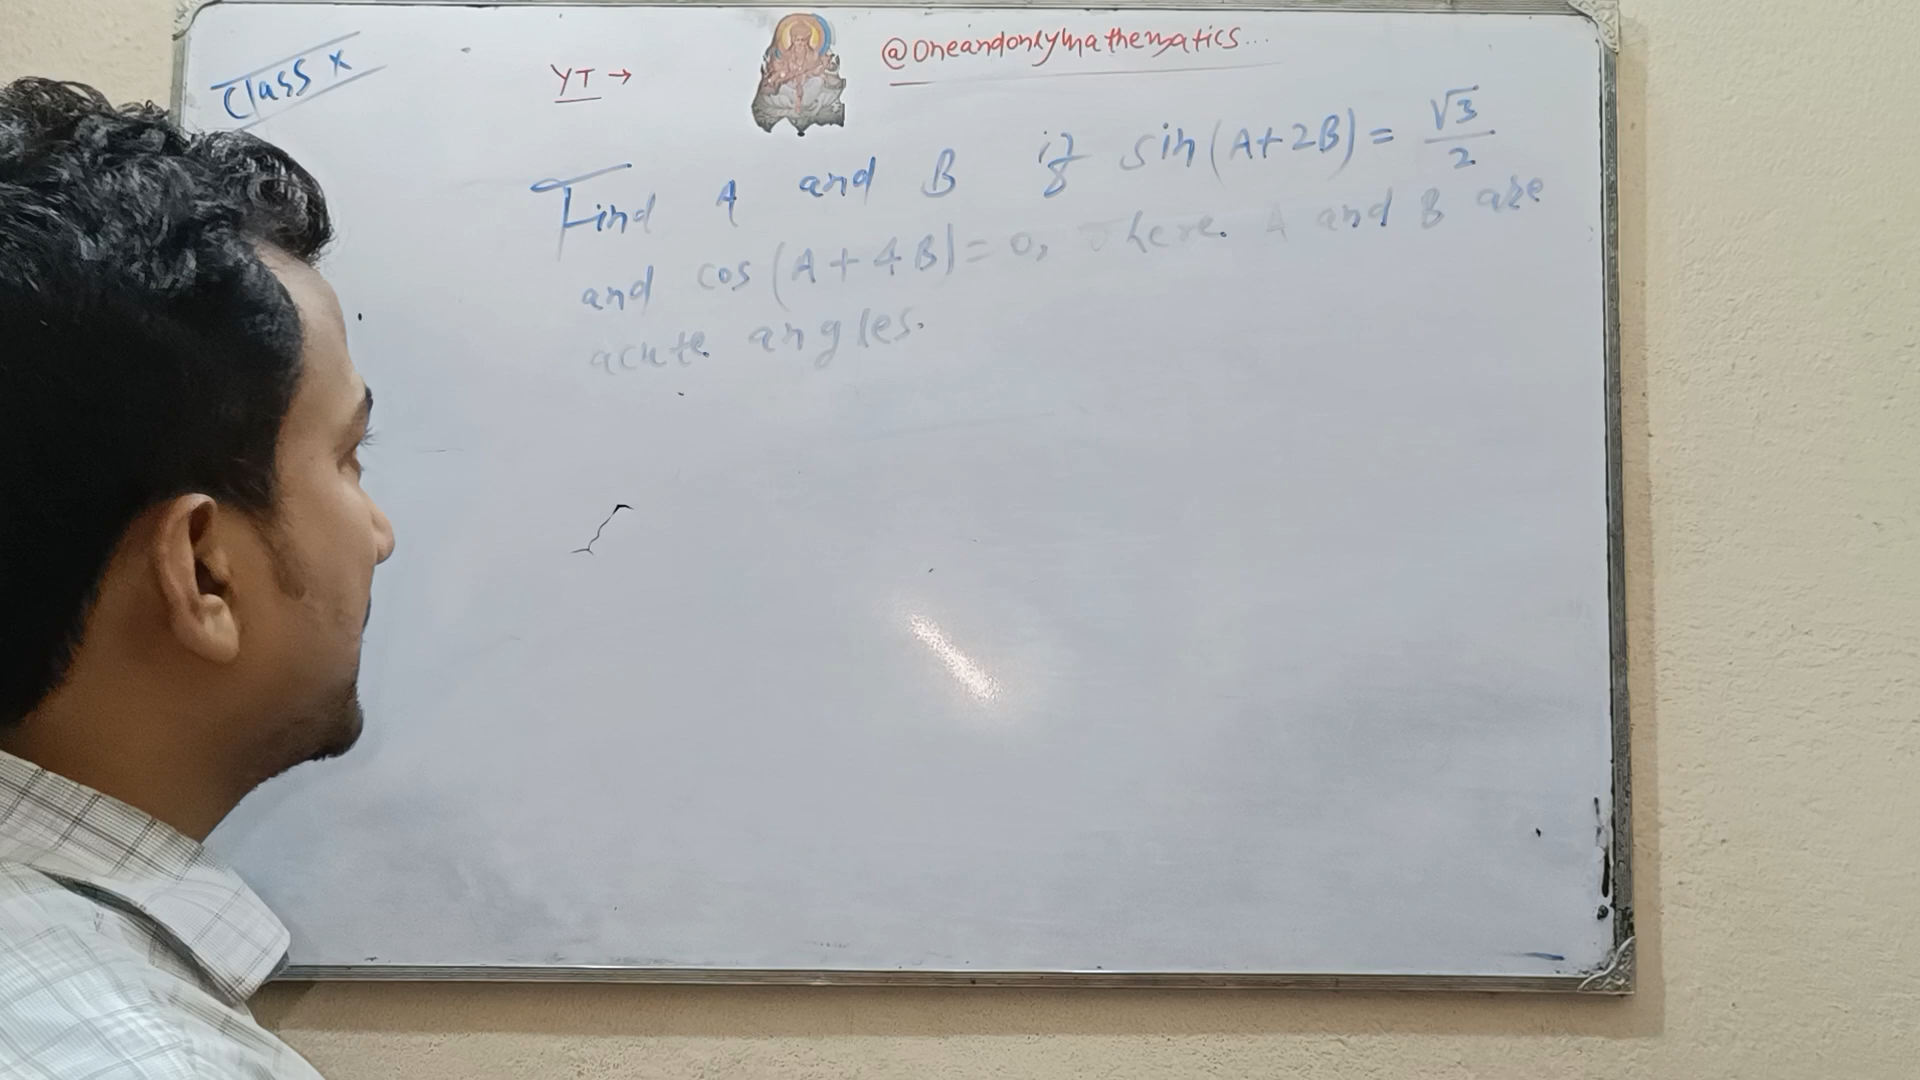 Class X
YT → @Oneandonlymathematics...
Find A and B if sin(A+2B) = √3/2
and cos(A+4B) = 0, where A and B are
acute angles.